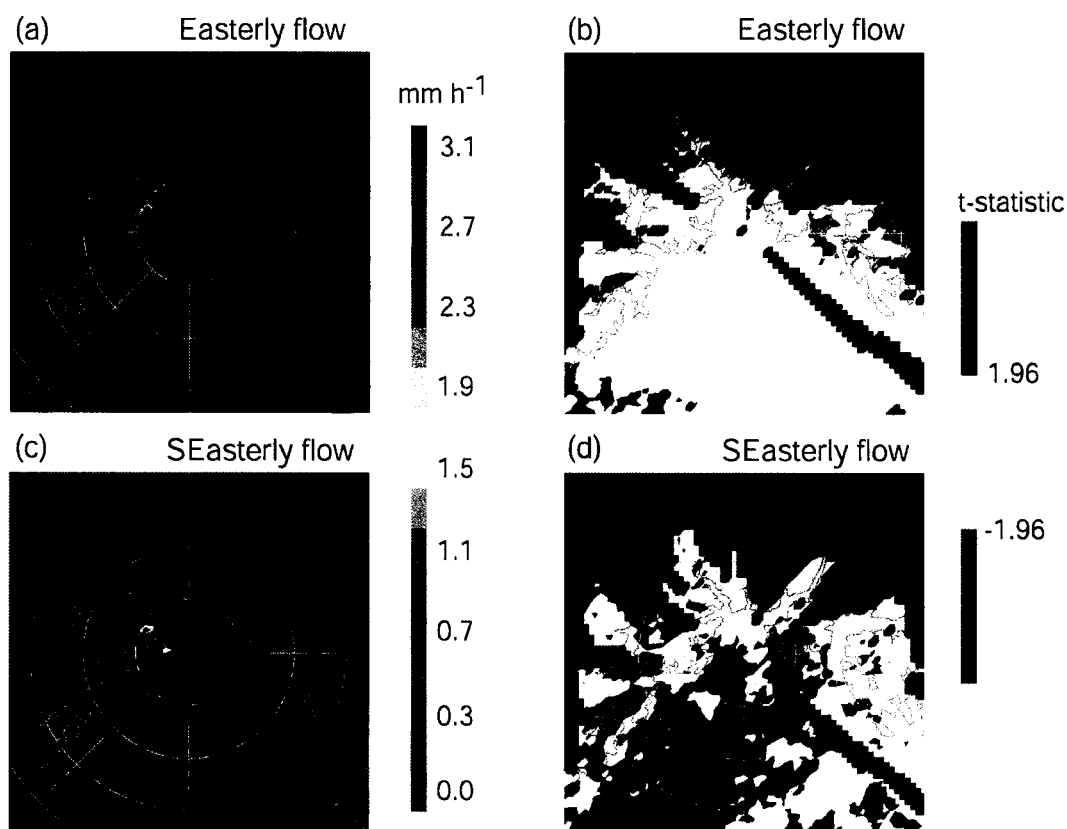 (a) Easterly flow
mm h-1
3.1
2.7
2.3
1.9
(b) Easterly flow
t-statistic
1.96
(c) SEasterly flow
1.5
1.1
0.7
0.3
0.0
(d) SEasterly flow
-1.96